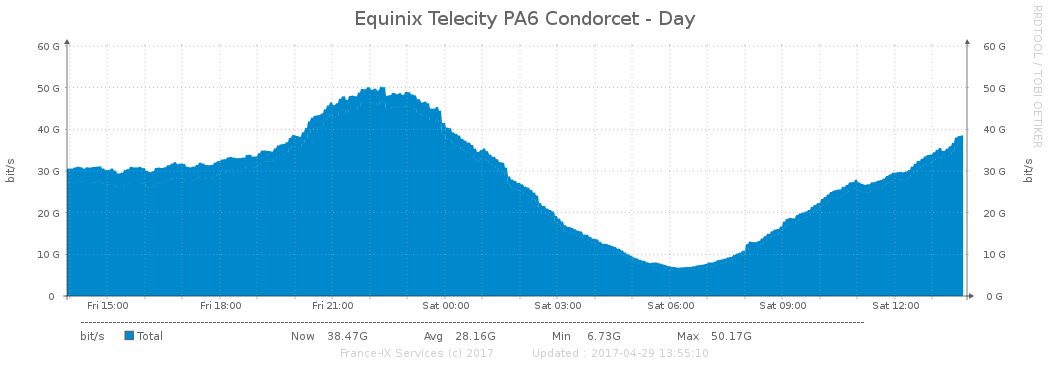 Equinix Telecity PA6 Condorcet - Day
RRDTOOL / TOBI OETIKER
60 G 60 G
50 G 50 G
40 G 40 G
30 G 30 G
20 G 20 G
10 G 10 G
0 0 G
bit/s bit/s
Fri 15:00 Fri 18:00 Fri 21:00 Sat 00:00 Sat 03:00 Sat 06:00 Sat 09:00 Sat 12:00
bit/s Total Now 38.47G Avg 28.16G Min 6.73G Max 50.17G
France-IX Services (c) 2017 Updated : 2017-04-29 13:55:10